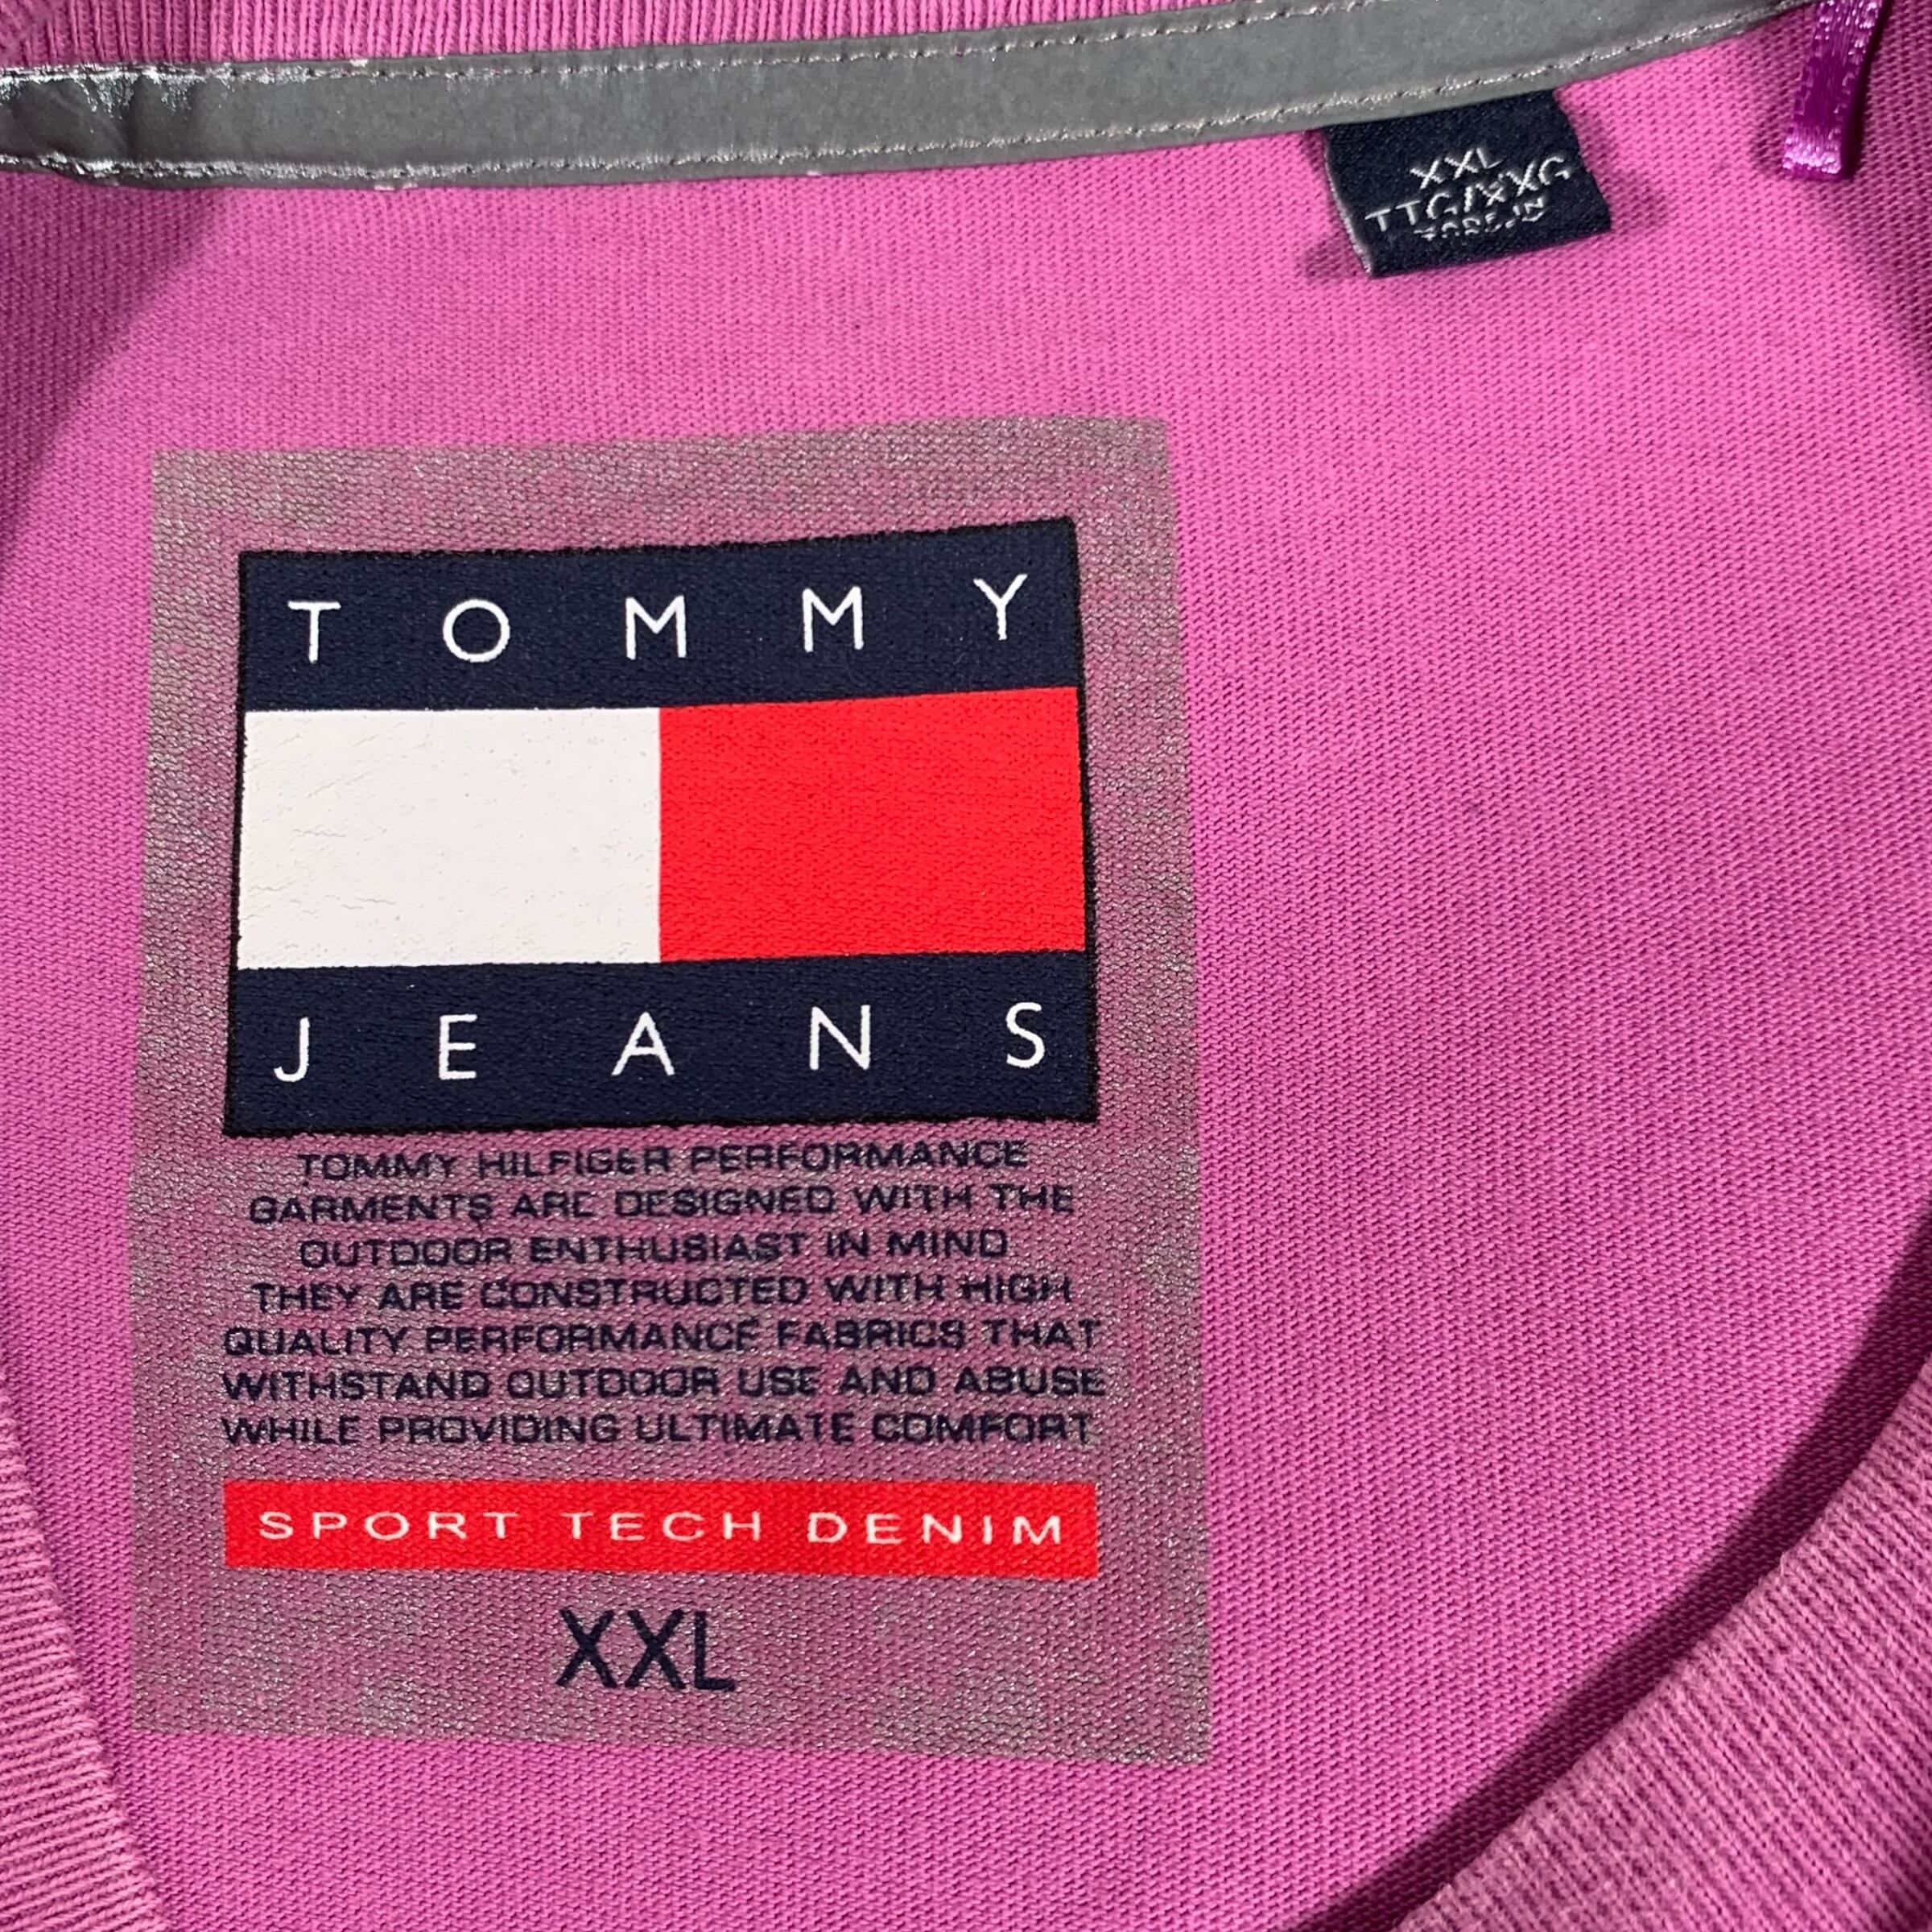 XXL
TTG/XXG
MADE IN
TOMMY
JEANS
TOMMY HILFIGER PERFORMANCE
GARMENTS ARE DESIGNED WITH THE
OUTDOOR ENTHUSIAST IN MIND
THEY ARE CONSTRUCTED WITH HIGH
QUALITY PERFORMANCE FABRICS THAT
WITHSTAND OUTDOOR USE AND ABUSE
WHILE PROVIDING ULTIMATE COMFORT
SPORT TECH DENIM
XXL